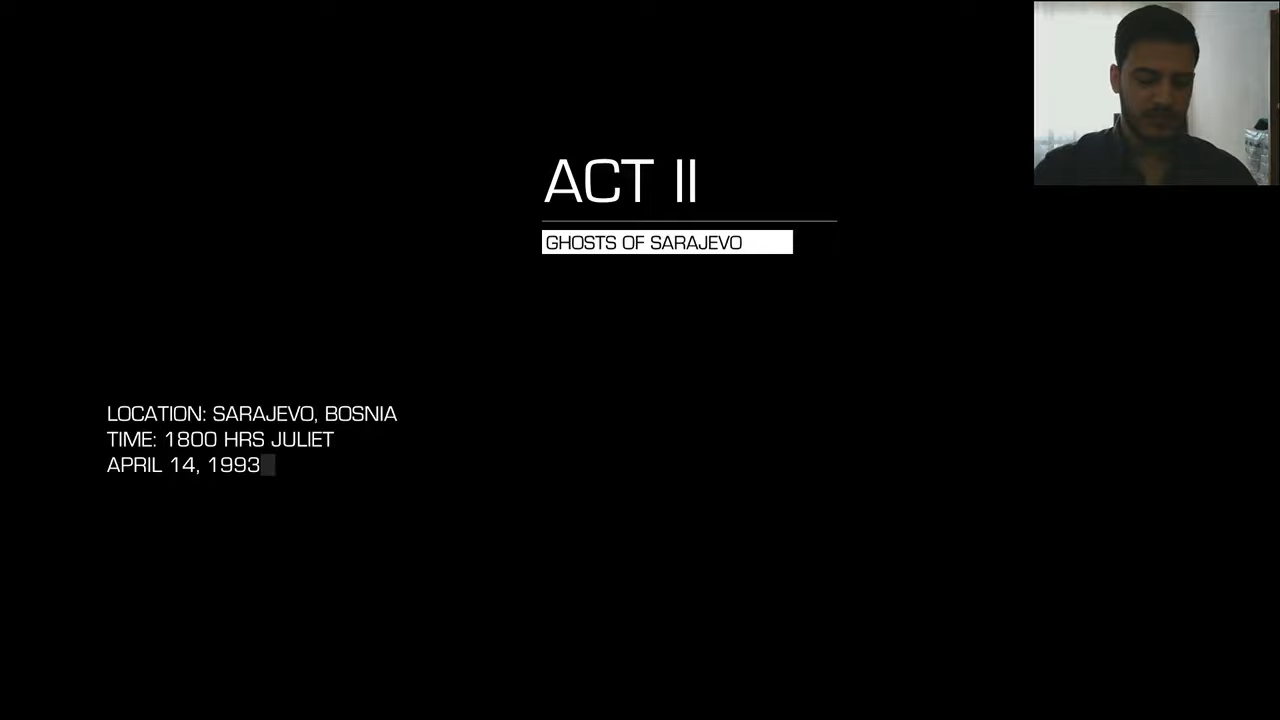 ACT II
GHOSTS OF SARAJEVO
LOCATION: SARAJEVO, BOSNIA
TIME: 1800 HRS JULIET
APRIL 14, 1993